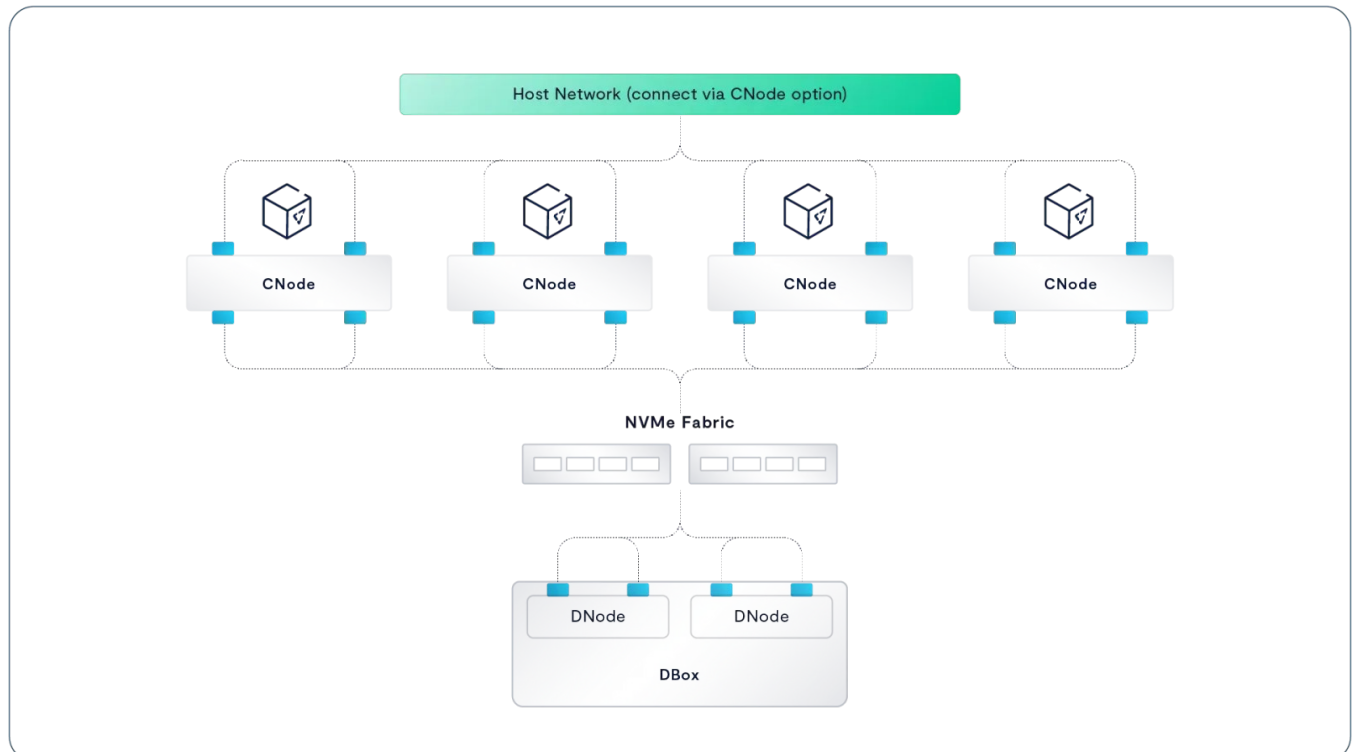 Host Network (connect via CNode option)
CNode
CNode
CNode
CNode
NVMe Fabric
DNode
DNode
DBox